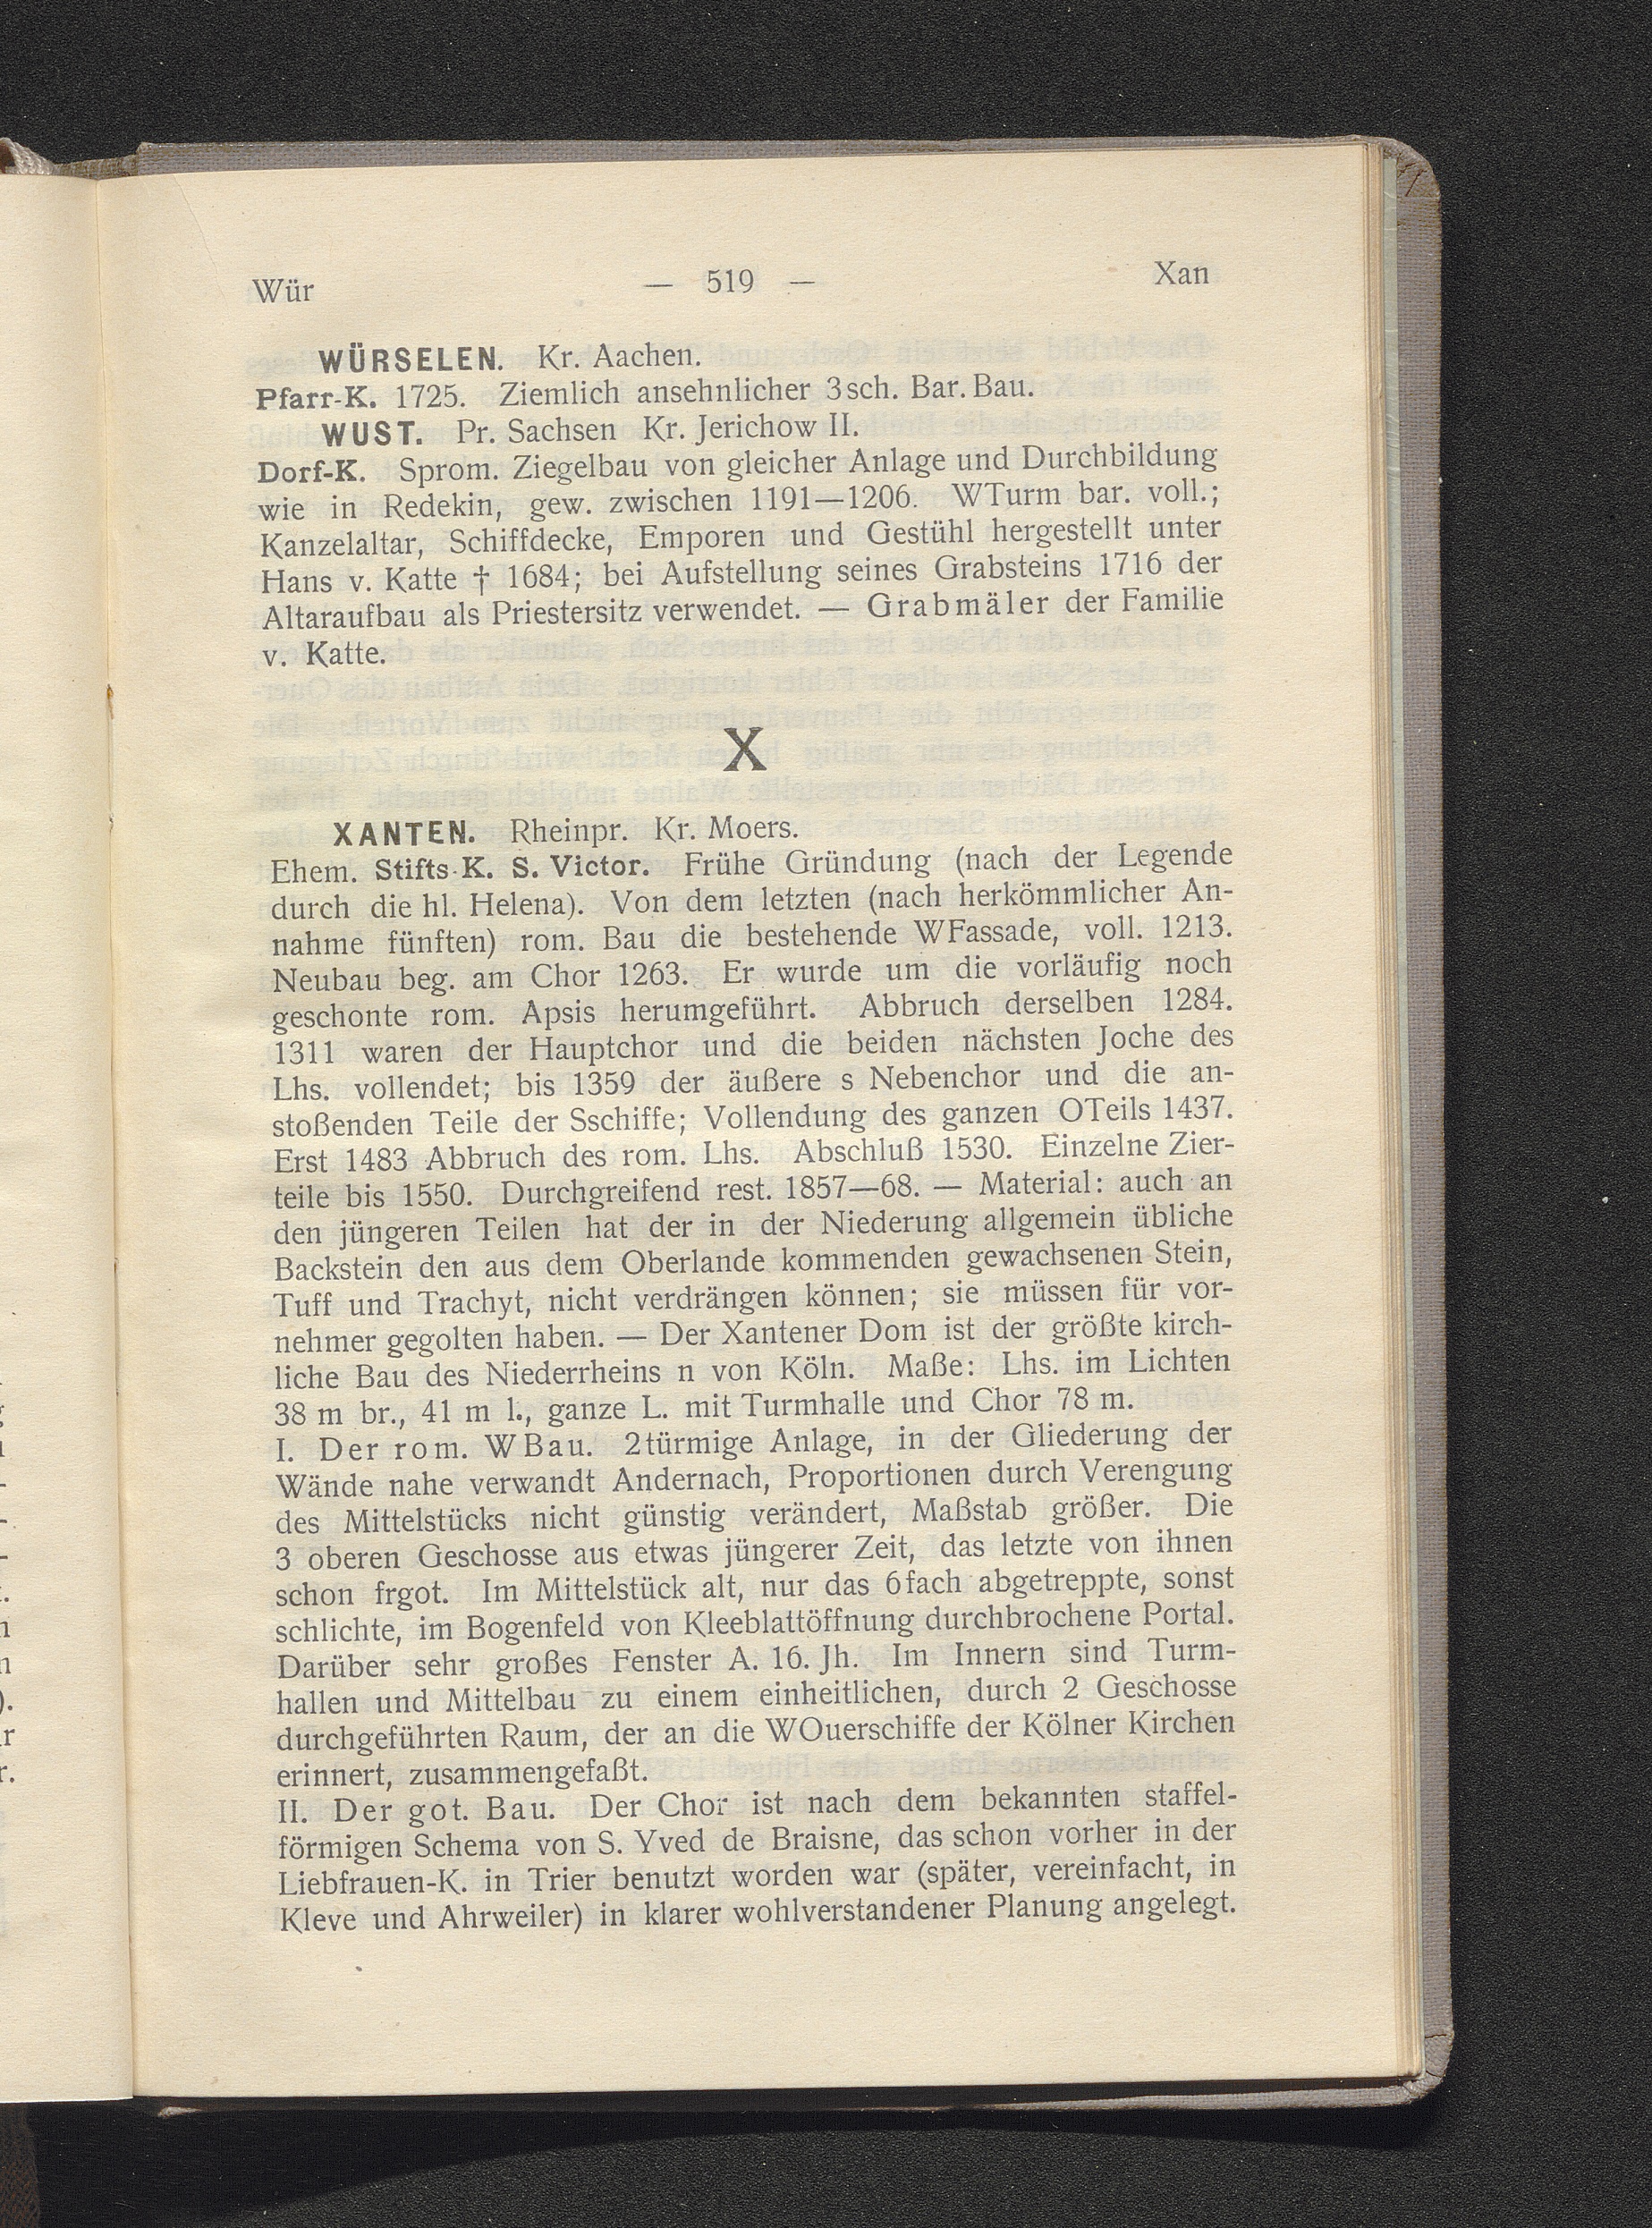 Wür — 519 — Xan
WÜRSELEN. Kr. Aachen.
Pfarr-K. 1725. Ziemlich ansehnlicher 3sch. Bar. Bau.
WUST. Pr. Sachsen Kr. Jerichow II.
Dorf-K. Sprom. Ziegelbau von gleicher Anlage und Durchbildung
wie in Redekin, gew. zwischen 1191—1206. WTurm bar. voll.;
Kanzelaltar, Schiffdecke, Emporen und Gestühl hergestellt unter
Hans v. Katte † 1684; bei Aufstellung seines Grabsteins 1716 der
Altaraufbau als Priestersitz verwendet. — Grabmäler der Familie
v. Katte.
X
XANTEN. Rheinpr. Kr. Moers.
Ehem. Stifts-K. S. Victor. Frühe Gründung (nach der Legende
durch die hl. Helena). Von dem letzten (nach herkömmlicher An-
nahme fünften) rom. Bau die bestehende WFassade, voll. 1213.
Neubau beg. am Chor 1263. Er wurde um die vorläufig noch
geschonte rom. Apsis herumgeführt. Abbruch derselben 1284.
1311 waren der Hauptchor und die beiden nächsten Joche des
Lhs. vollendet; bis 1359 der äußere s Nebenchor und die an-
stoßenden Teile der Sschiffe; Vollendung des ganzen OTeils 1437.
Erst 1483 Abbruch des rom. Lhs. Abschluß 1530. Einzelne Zier-
teile bis 1550. Durchgreifend rest. 1857—68. — Material: auch an
den jüngeren Teilen hat der in der Niederung allgemein übliche
Backstein den aus dem Oberlande kommenden gewachsenen Stein,
Tuff und Trachyt, nicht verdrängen können; sie müssen für vor-
nehmer gegolten haben. — Der Xantener Dom ist der größte kirch-
liche Bau des Niederrheins n von Köln. Maße: Lhs. im Lichten
38 m br., 41 m l., ganze L. mit Turmhalle und Chor 78 m.
I. Der rom. WBau. 2türmige Anlage, in der Gliederung der
Wände nahe verwandt Andernach, Proportionen durch Verengung
des Mittelstücks nicht günstig verändert, Maßstab größer. Die
3 oberen Geschosse aus etwas jüngerer Zeit, das letzte von ihnen
schon frgot. Im Mittelstück alt, nur das 6fach abgetreppte, sonst
schlichte, im Bogenfeld von Kleeblattöffnung durchbrochene Portal.
Darüber sehr großes Fenster A. 16. Jh. Im Innern sind Turm-
hallen und Mittelbau zu einem einheitlichen, durch 2 Geschosse
durchgeführten Raum, der an die WOuerschiffe der Kölner Kirchen
erinnert, zusammengefaßt.
II. Der got. Bau. Der Chor ist nach dem bekannten staffel-
förmigen Schema von S. Yved de Braisne, das schon vorher in der
Liebfrauen-K. in Trier benutzt worden war (später, vereinfacht, in
Kleve und Ahrweiler) in klarer wohlverstandener Planung angelegt.